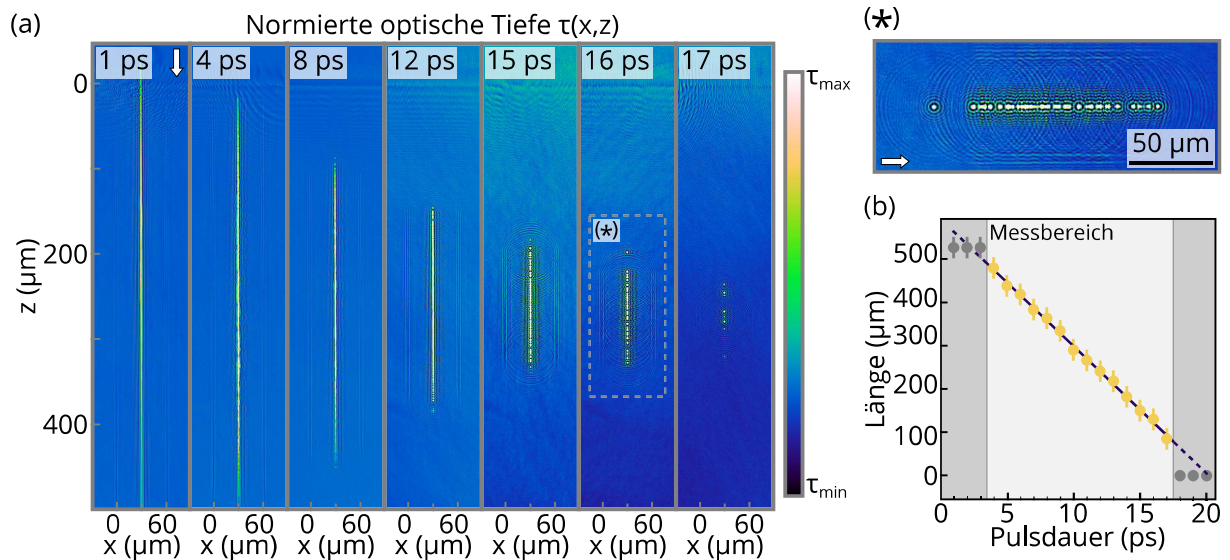 (a)
Normierte optische Tiefe τ(x,z)
1 ps
4 ps
8 ps
12 ps
15 ps
16 ps
17 ps
0
200
400
z (µm)
(*)
0 60
x (µm)
0 60
x (µm)
0 60
x (µm)
0 60
x (µm)
0 60
x (µm)
0 60
x (µm)
0 60
x (µm)
τmax
τmin
(*)
50 µm
(b)
Messbereich
500
400
300
200
100
0
Länge (µm)
5 10 15 20
Pulsdauer (ps)